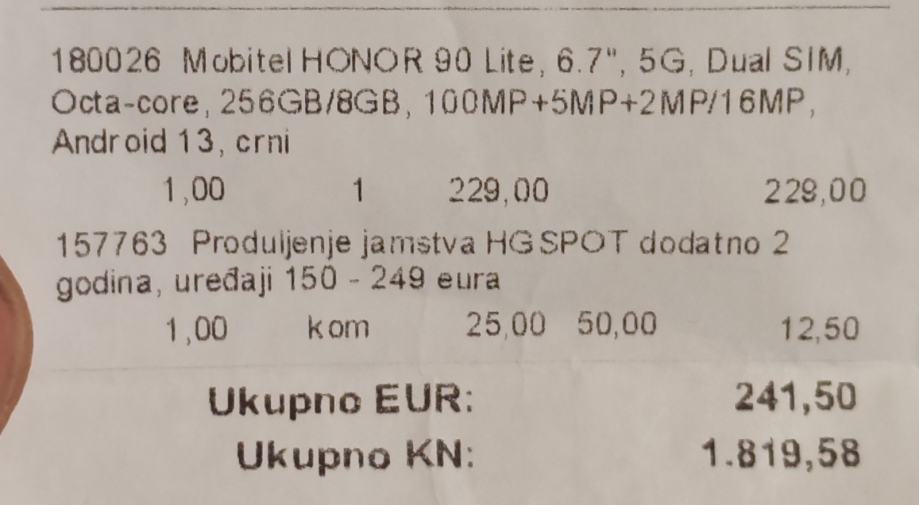 180026 Mobitel HONOR 90 Lite, 6.7", 5G, Dual SIM,
Octa-core, 256GB/8GB, 100MP+5MP+2MP/16MP,
Android 13, crni
1,00 1 229,00 229,00
157763 Produljenje jamstva HGSPOT dodatno 2
godina, uređaji 150 - 249 eura
1,00 kom 25,00 50,00 12,50
Ukupno EUR: 241,50
Ukupno KN: 1.819,58